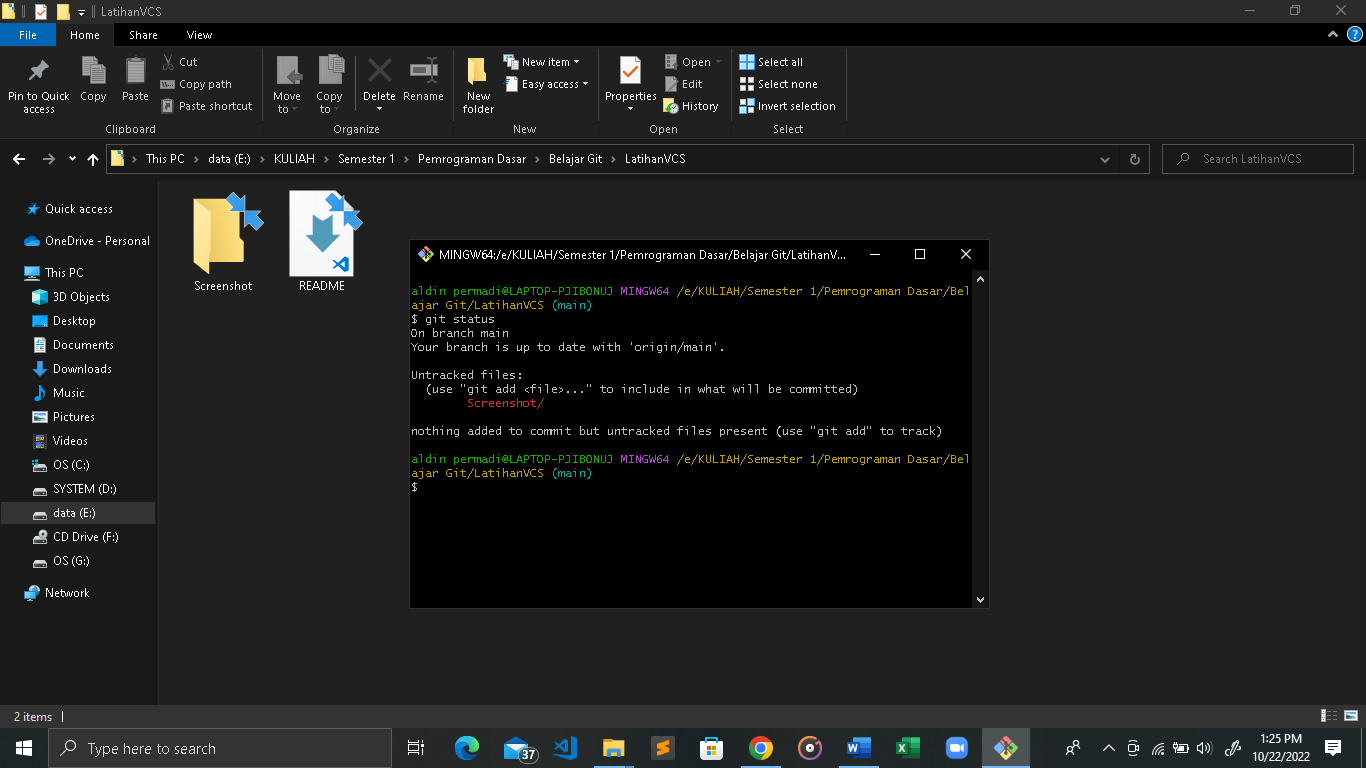 LatihanVCS
File Home Share View
Pin to Quick access
Copy
Paste
Cut
Copy path
Paste shortcut
Clipboard
Move to
Copy to
Delete
Rename
Organize
New folder
New item
Easy access
New
Properties
Open
Edit
History
Open
Select all
Select none
Invert selection
Select
This PC > data (E:) > KULIAH > Semester 1 > Pemrograman Dasar > Belajar Git > LatihanVCS
Search LatihanVCS
Quick access
OneDrive - Personal
This PC
3D Objects
Desktop
Documents
Downloads
Music
Pictures
Videos
OS (C:)
SYSTEM (D:)
data (E:)
CD Drive (F:)
OS (G:)
Network
Screenshot
README
MINGW64:/e/KULIAH/Semester 1/Pemrograman Dasar/Belajar Git/LatihanV...
aldin permadi@LAPTOP-PJIBONUJ MINGW64 /e/KULIAH/Semester 1/Pemrograman Dasar/Bel
ajar Git/LatihanVCS (main)
$ git status
On branch main
Your branch is up to date with 'origin/main'.
Untracked files:
(use "git add <file>..." to include in what will be committed)
Screenshot/
nothing added to commit but untracked files present (use "git add" to track)
aldin permadi@LAPTOP-PJIBONUJ MINGW64 /e/KULIAH/Semester 1/Pemrograman Dasar/Bel
ajar Git/LatihanVCS (main)
$
2 items
Type here to search
37
1:25 PM
10/22/2022